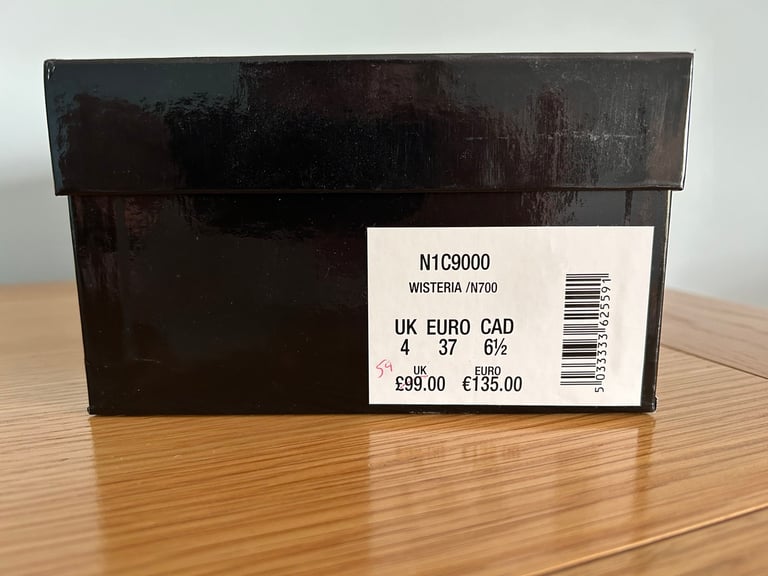 N1C9000
WISTERIA /N700
UK EURO CAD
4 37 6½
59
UK EURO
£99.00 €135.00
5 033333 625591